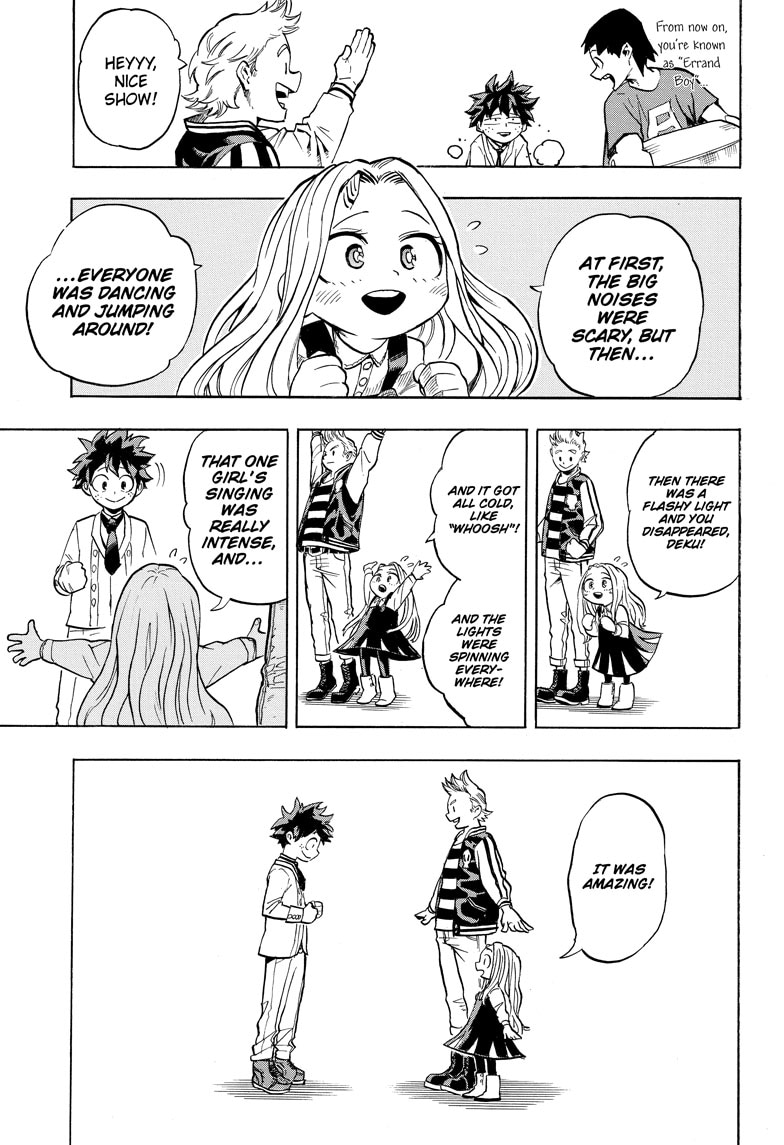 From now on,
you're known
as "Errand
Boy"...
HEYYY,
NICE
SHOW!
AT FIRST,
THE BIG
NOISES
WERE
SCARY, BUT
THEN...
...EVERYONE
WAS DANCING
AND JUMPING
AROUND!
THEN THERE
WAS A
FLASHY LIGHT
AND YOU
DISAPPEARED,
DEKU!
AND IT GOT
ALL COLD,
LIKE
"WHOOSH"!
AND THE
LIGHTS
WERE
SPINNING
EVERY-
WHERE!
THAT ONE
GIRL'S
SINGING
WAS
REALLY
INTENSE,
AND...
IT WAS
AMAZING!